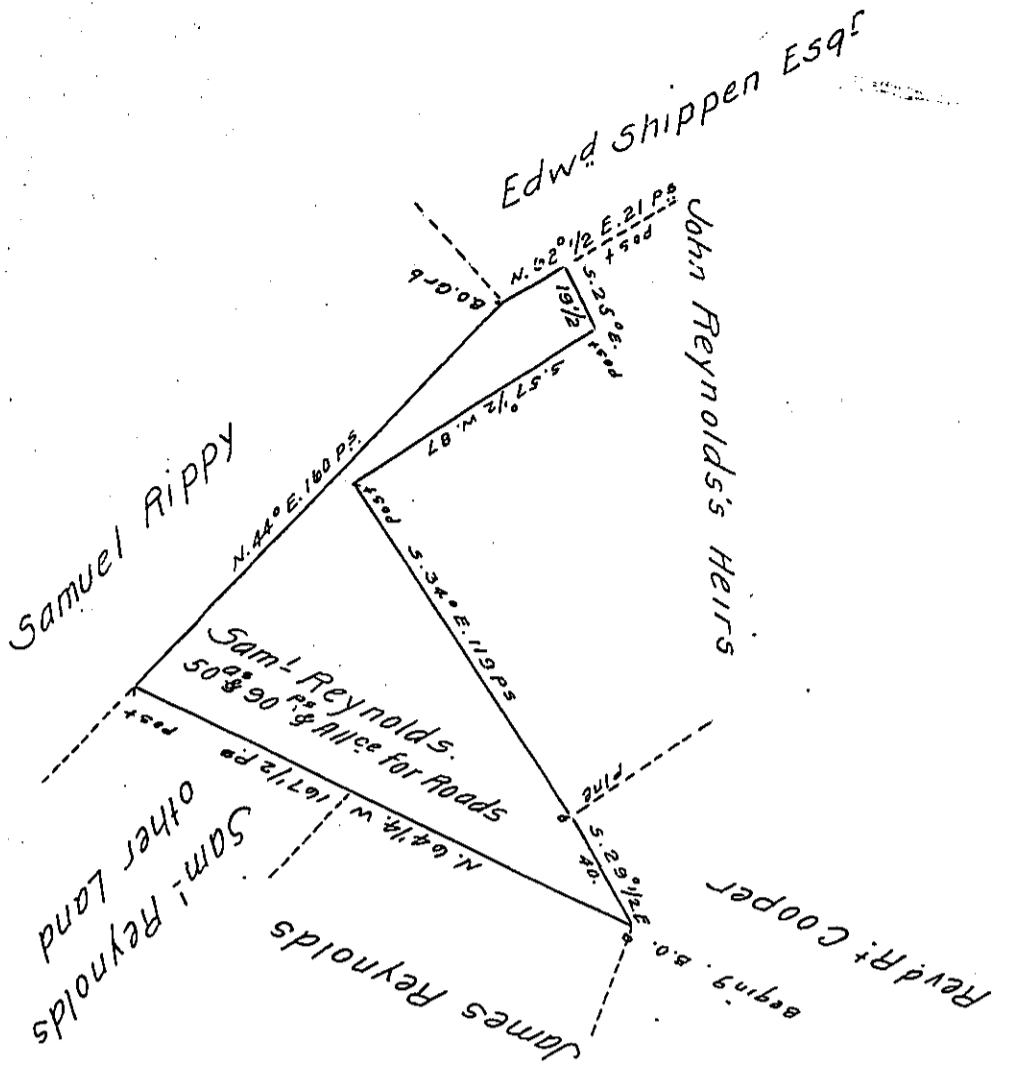 Edwd Shippen Esqr
N. 62° 1/2 E. 21 Ps
post
S. 25° E.
19 1/2
post
John Reynolds's Heirs
S. 57° 1/2 W. 87
N. 44° E. 160 Ps.
Samuel Rippy
post
S. 34° E. 119 Ps
Saml Reynolds.
50 as & 90 ps & Allce for Roads
post
N. 64 1/4. W 167 1/2 Ps
Pine
S. 29° 1/2 E
40.
Begin'g. B.O.
Revd Rt Cooper
Saml Reynolds
other Land
James Reynolds